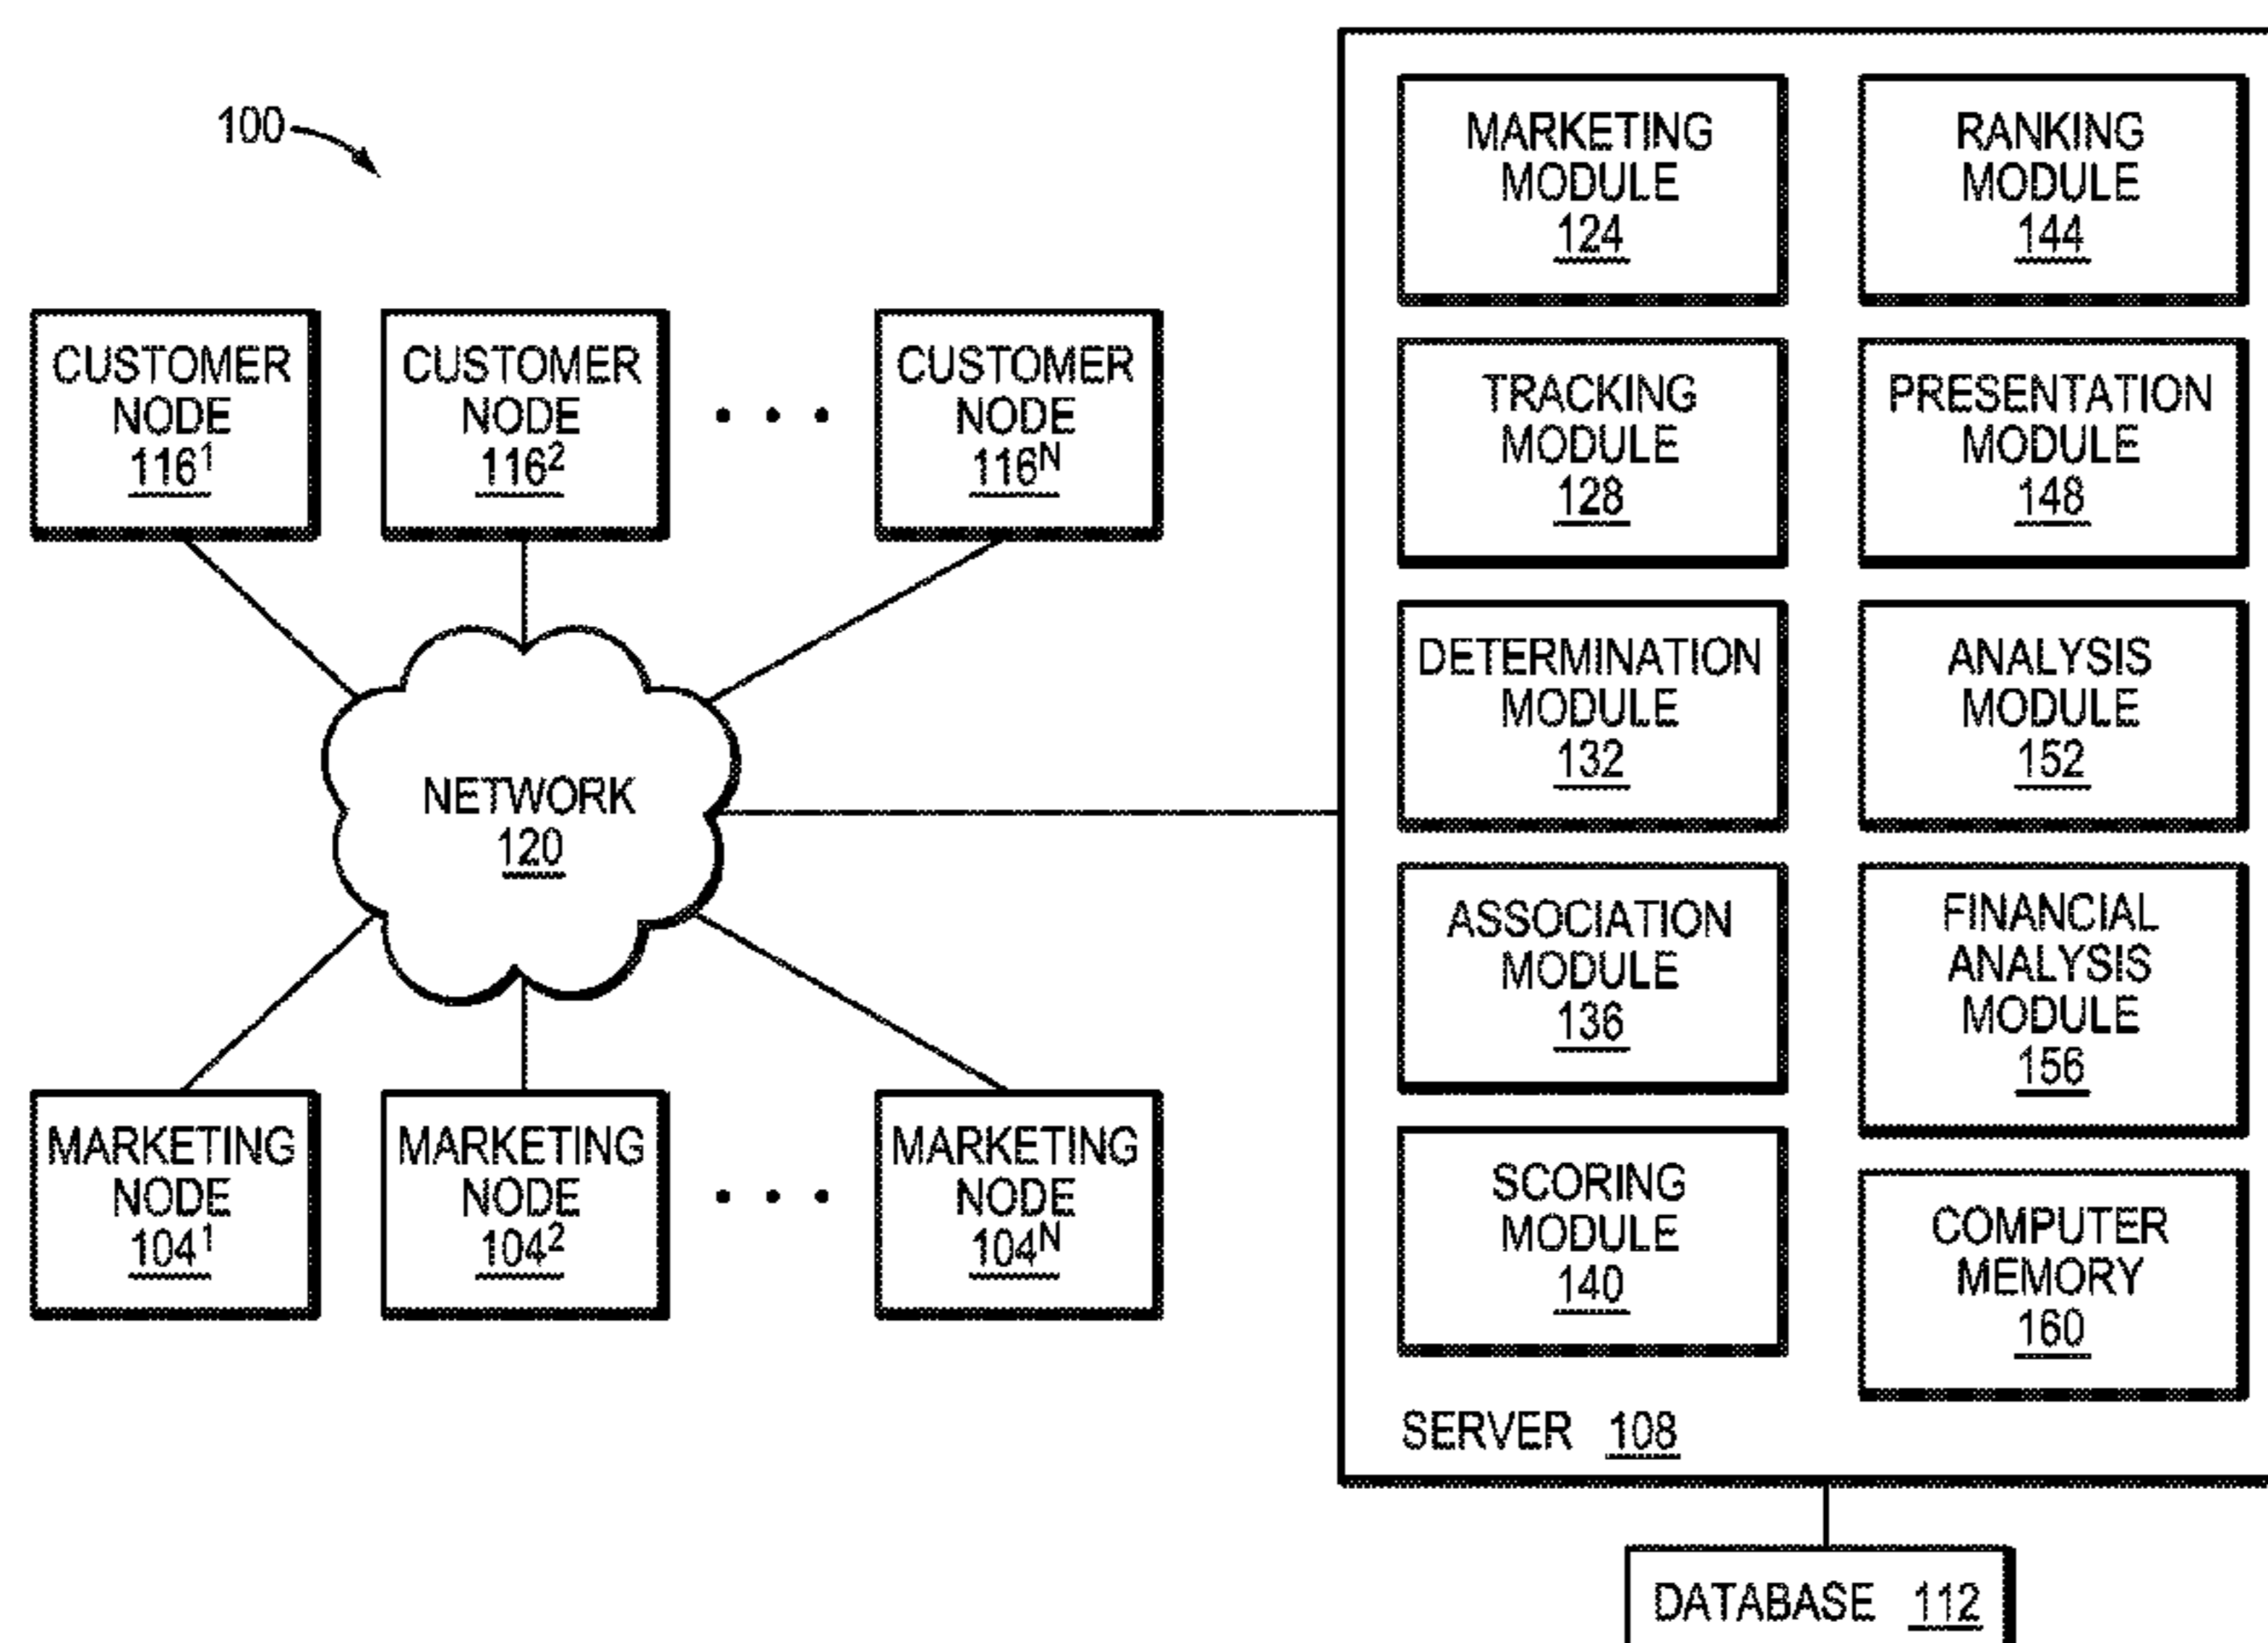 100
CUSTOMER
NODE
116¹
CUSTOMER
NODE
116²
• • •
CUSTOMER
NODE
116ᴺ
NETWORK
120
MARKETING
NODE
104¹
MARKETING
NODE
104²
• • •
MARKETING
NODE
104ᴺ
MARKETING
MODULE
124
TRACKING
MODULE
128
DETERMINATION
MODULE
132
ASSOCIATION
MODULE
136
SCORING
MODULE
140
RANKING
MODULE
144
PRESENTATION
MODULE
148
ANALYSIS
MODULE
152
FINANCIAL
ANALYSIS
MODULE
156
COMPUTER
MEMORY
160
SERVER 108
DATABASE 112